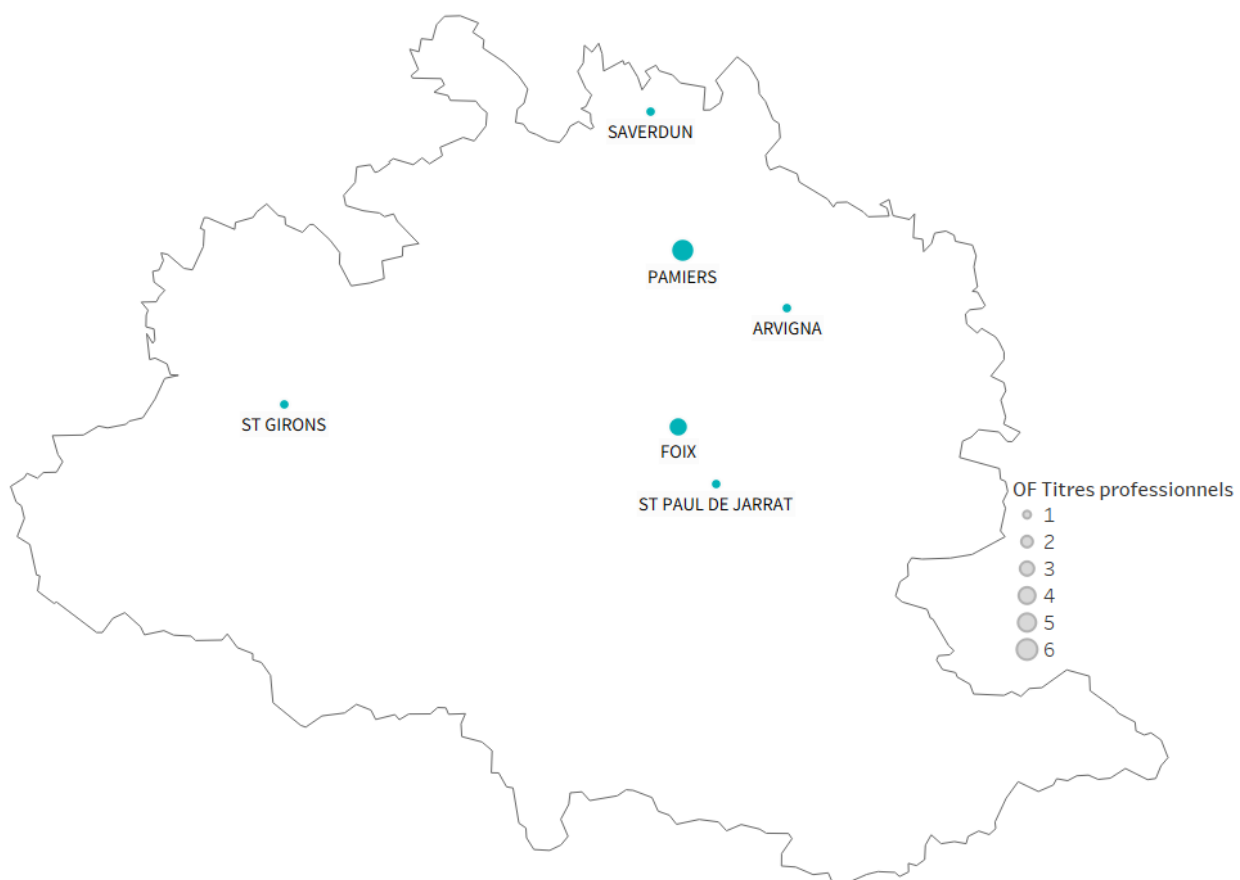 SAVERDUN
PAMIERS
ARVIGNA
ST GIRONS
FOIX
ST PAUL DE JARRAT
OF Titres professionnels
1
2
3
4
5
6